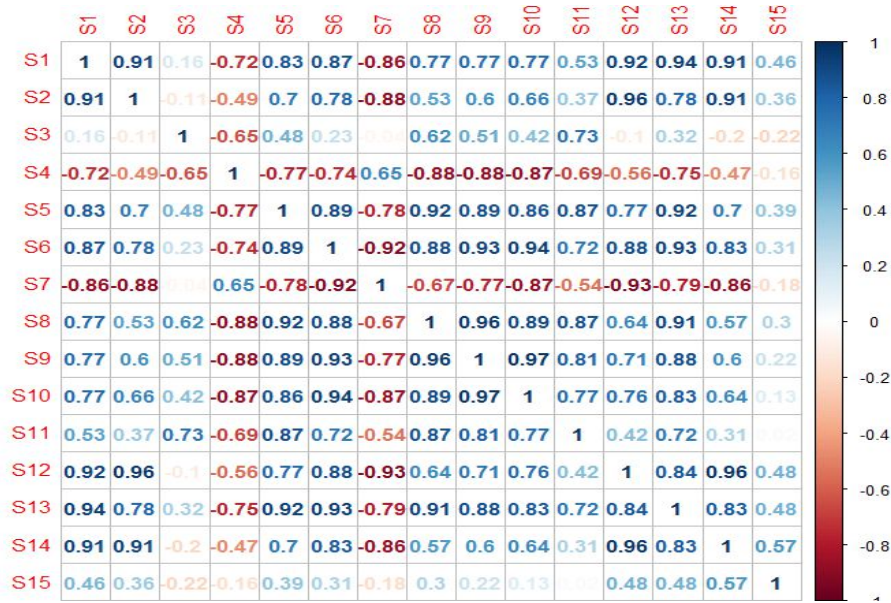 S1 S2 S3 S4 S5 S6 S7 S8 S9 S10 S11 S12 S13 S14 S15
S1 1 0.91 0.16 -0.72 0.83 0.87 -0.86 0.77 0.77 0.77 0.53 0.92 0.94 0.91 0.46
S2 0.91 1 -0.11 -0.49 0.7 0.78 -0.88 0.53 0.6 0.66 0.37 0.96 0.78 0.91 0.36
S3 0.16 -0.11 1 -0.65 0.48 0.23 -0.04 0.62 0.51 0.42 0.73 -0.1 0.32 -0.2 -0.22
S4 -0.72 -0.49 -0.65 1 -0.77 -0.74 0.65 -0.88 -0.88 -0.87 -0.69 -0.56 -0.75 -0.47 -0.16
S5 0.83 0.7 0.48 -0.77 1 0.89 -0.78 0.92 0.89 0.86 0.87 0.77 0.92 0.7 0.39
S6 0.87 0.78 0.23 -0.74 0.89 1 -0.92 0.88 0.93 0.94 0.72 0.88 0.93 0.83 0.31
S7 -0.86 -0.88 -0.04 0.65 -0.78 -0.92 1 -0.67 -0.77 -0.87 -0.54 -0.93 -0.79 -0.86 -0.18
S8 0.77 0.53 0.62 -0.88 0.92 0.88 -0.67 1 0.96 0.89 0.87 0.64 0.91 0.57 0.3
S9 0.77 0.6 0.51 -0.88 0.89 0.93 -0.77 0.96 1 0.97 0.81 0.71 0.88 0.6 0.22
S10 0.77 0.66 0.42 -0.87 0.86 0.94 -0.87 0.89 0.97 1 0.77 0.76 0.83 0.64 0.13
S11 0.53 0.37 0.73 -0.69 0.87 0.72 -0.54 0.87 0.81 0.77 1 0.42 0.72 0.31
S12 0.92 0.96 -0.1 -0.56 0.77 0.88 -0.93 0.64 0.71 0.76 0.42 1 0.84 0.96 0.48
S13 0.94 0.78 0.32 -0.75 0.92 0.93 -0.79 0.91 0.88 0.83 0.72 0.84 1 0.83 0.48
S14 0.91 0.91 -0.2 -0.47 0.7 0.83 -0.86 0.57 0.6 0.64 0.31 0.96 0.83 1 0.57
S15 0.46 0.36 -0.22 -0.16 0.39 0.31 -0.18 0.3 0.22 0.13 0.48 0.48 0.57 1
1
0.8
0.6
0.4
0.2
0
-0.2
-0.4
-0.6
-0.8
-1